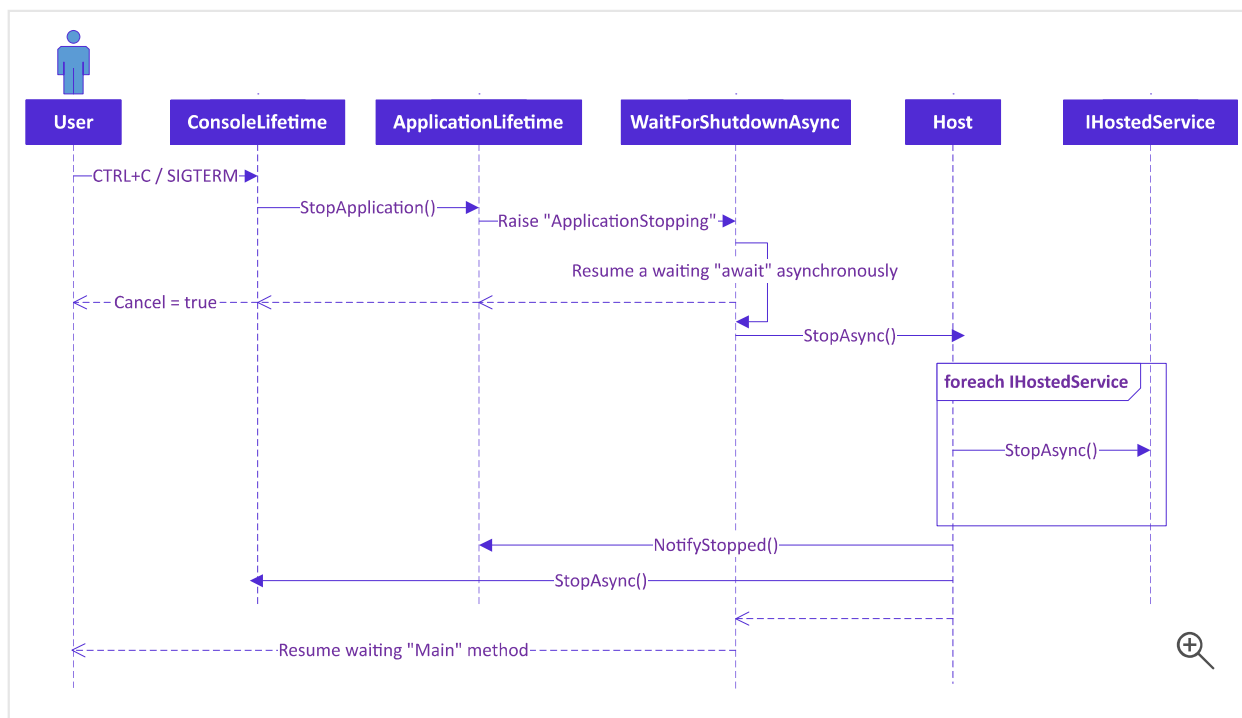 User
ConsoleLifetime
ApplicationLifetime
WaitForShutdownAsync
Host
IHostedService
CTRL+C / SIGTERM
StopApplication()
Raise "ApplicationStopping"
Resume a waiting "await" asynchronously
Cancel = true
StopAsync()
foreach IHostedService
StopAsync()
NotifyStopped()
StopAsync()
Resume waiting "Main" method